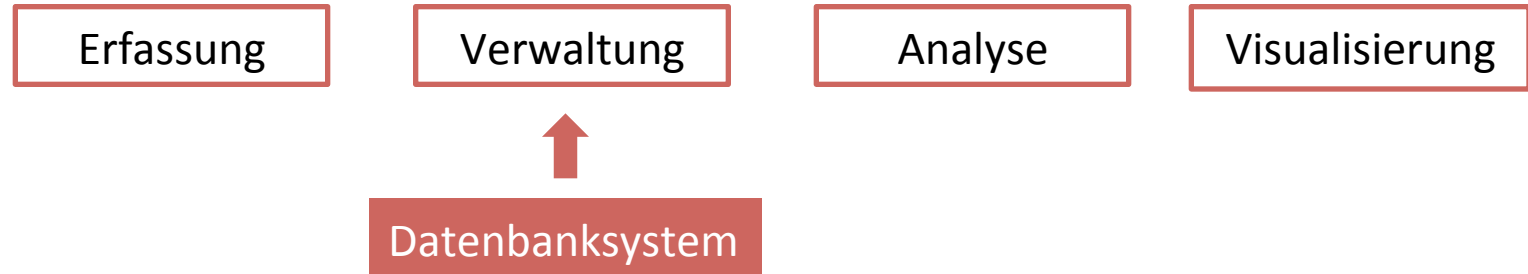 Erfassung
Verwaltung
Analyse
Visualisierung
Datenbanksystem